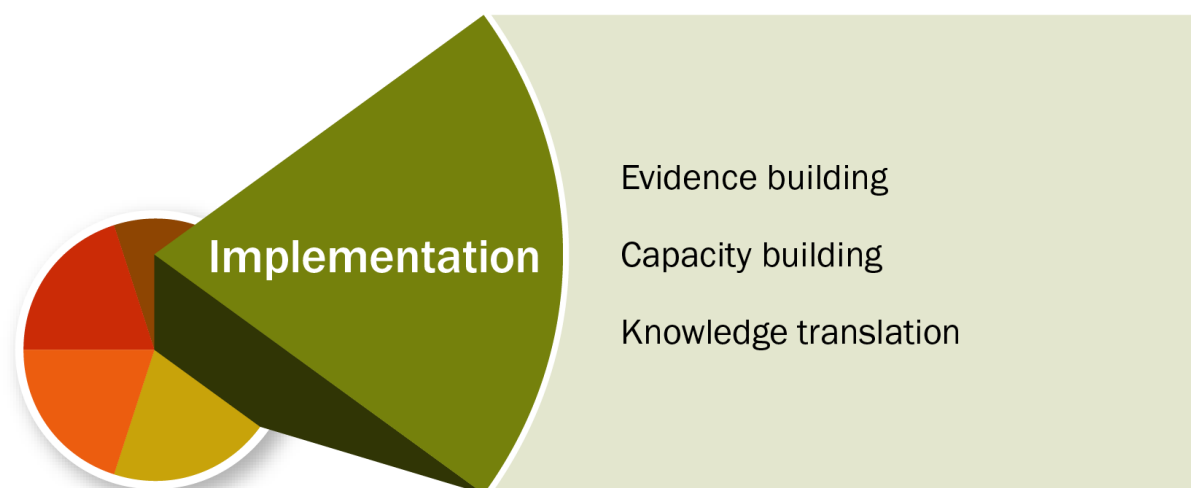 Implementation
Evidence building
Capacity building
Knowledge translation